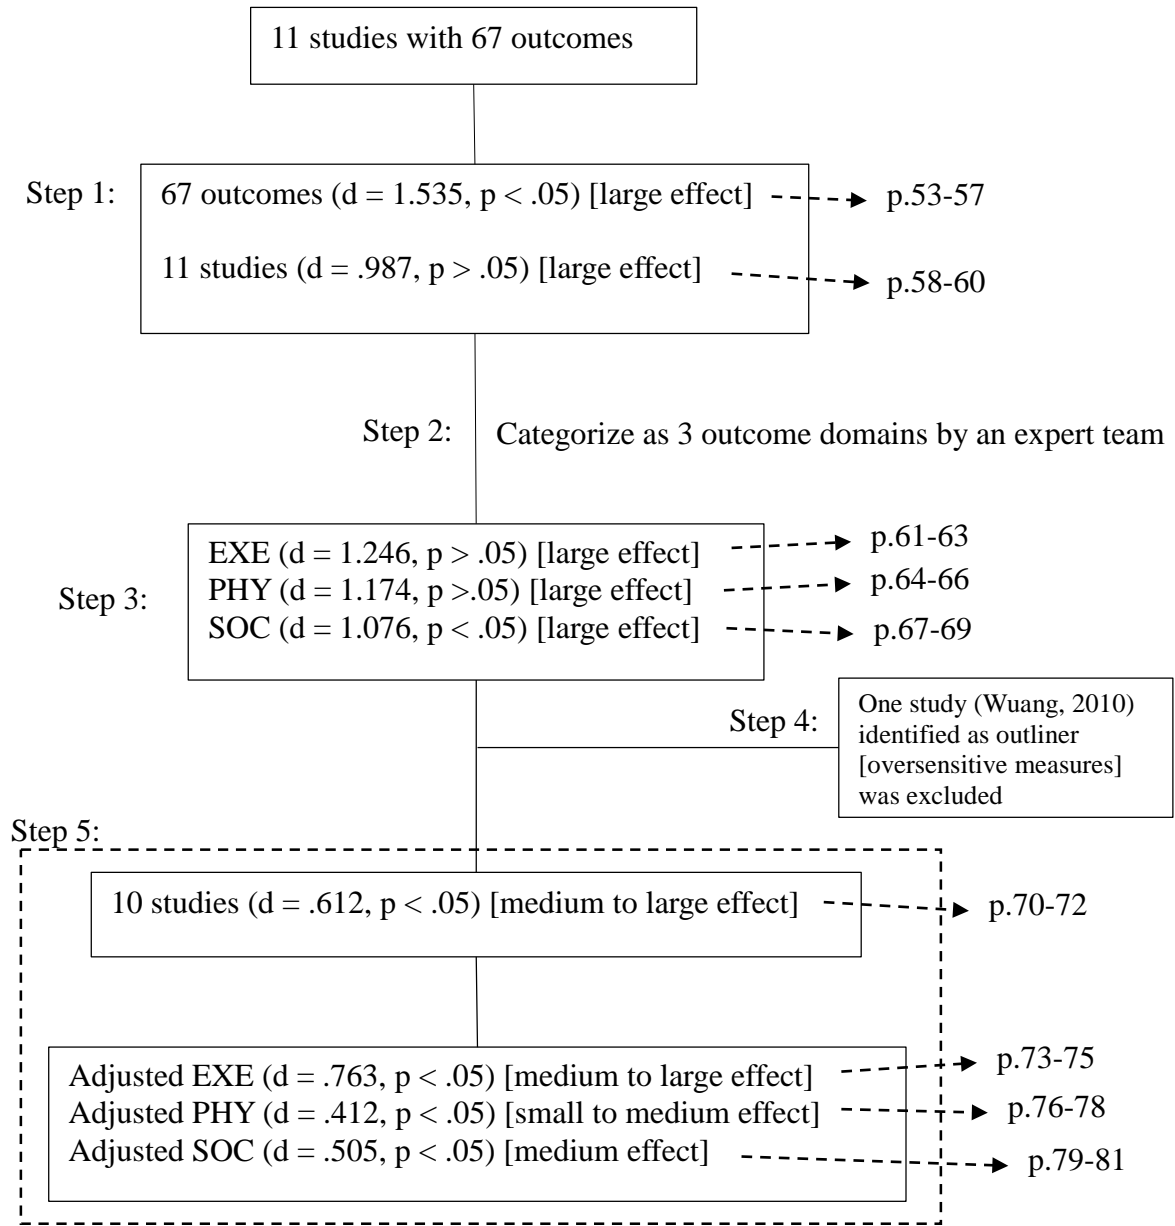 11 studies with 67 outcomes
Step 1:
67 outcomes (d = 1.535, p < .05) [large effect]
p.53-57
11 studies (d = .987, p > .05) [large effect]
p.58-60
Step 2:
Categorize as 3 outcome domains by an expert team
Step 3:
EXE (d = 1.246, p > .05) [large effect]
p.61-63
PHY (d = 1.174, p >.05) [large effect]
p.64-66
SOC (d = 1.076, p < .05) [large effect]
p.67-69
Step 4:
One study (Wuang, 2010)
identified as outliner
[oversensitive measures]
was excluded
Step 5:
10 studies (d = .612, p < .05) [medium to large effect]
p.70-72
Adjusted EXE (d = .763, p < .05) [medium to large effect]
p.73-75
Adjusted PHY (d = .412, p < .05) [small to medium effect]
p.76-78
Adjusted SOC (d = .505, p < .05) [medium effect]
p.79-81